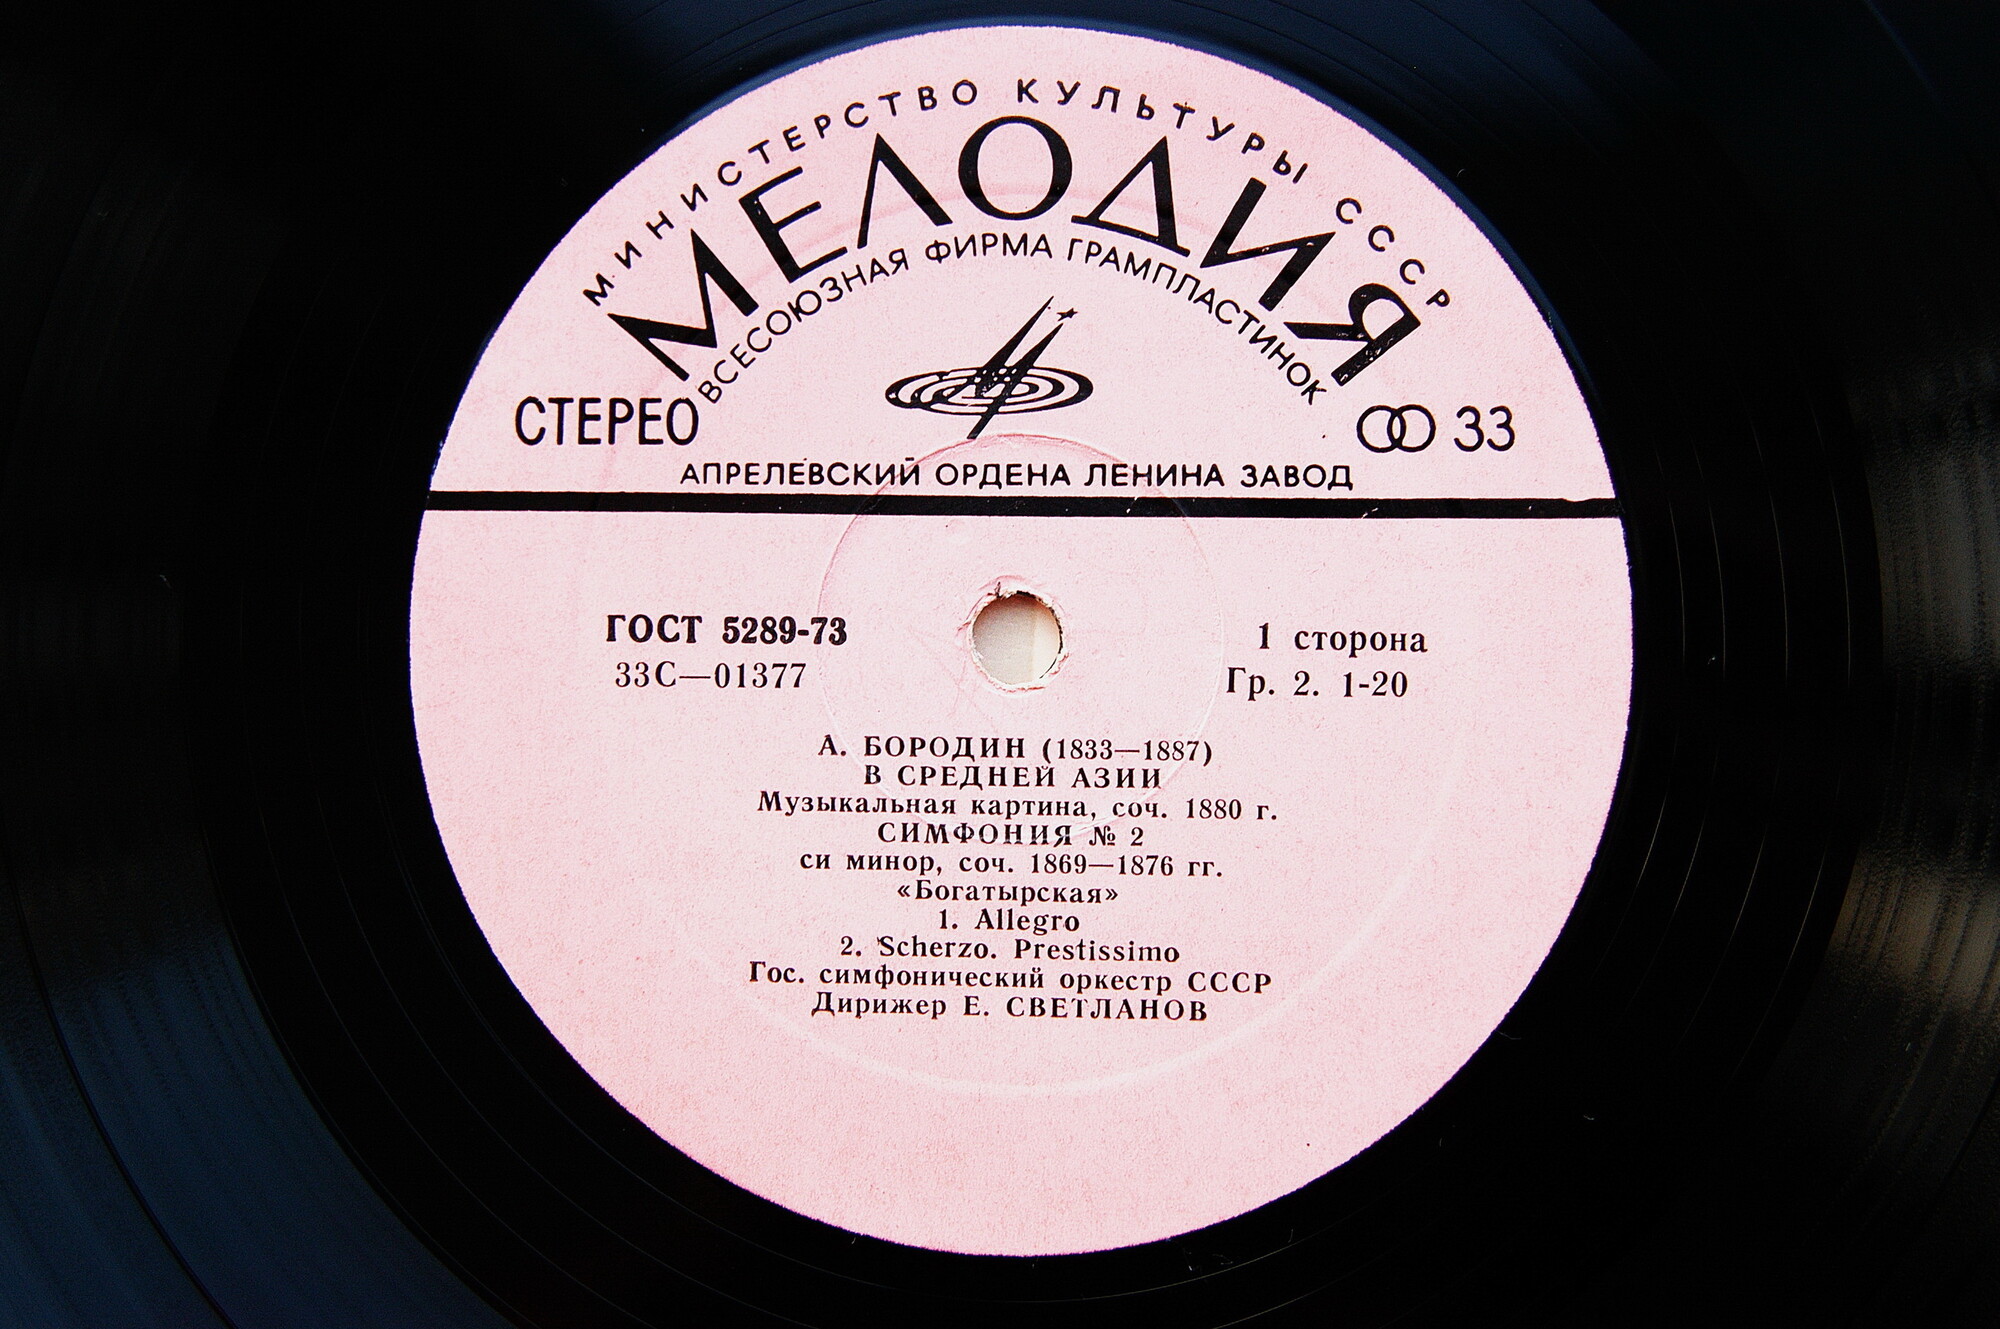 МИНИСТЕРСТВО КУЛЬТУРЫ СССР
МЕЛОДИЯ
ВСЕСОЮЗНАЯ ФИРМА ГРАМПЛАСТИНОК
СТЕРЕО
33
АПРЕЛЕВСКИЙ ОРДЕНА ЛЕНИНА ЗАВОД
ГОСТ 5289-73
33С—01377
1 сторона
Гр. 2. 1-20
А. БОРОДИН (1833—1887)
В СРЕДНЕЙ АЗИИ
Музыкальная картина, соч. 1880 г.
СИМФОНИЯ № 2
си минор, соч. 1869—1876 гг.
«Богатырская»
1. Allegro
2. Scherzo. Prestissimo
Гос. симфонический оркестр СССР
Дирижер Е. СВЕТЛАНОВ